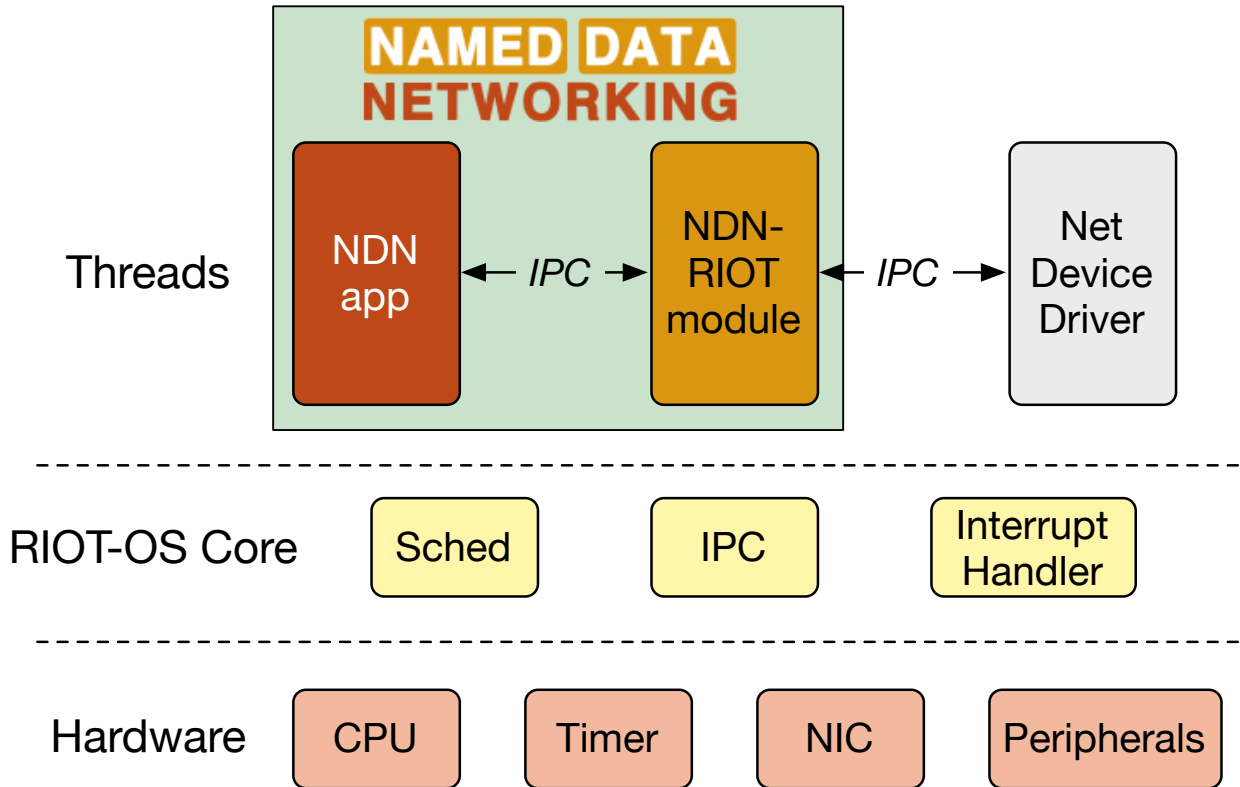 NAMED DATA
NETWORKING
Threads
NDN
app
IPC
NDN-
RIOT
module
IPC
Net
Device
Driver
RIOT-OS Core
Sched
IPC
Interrupt
Handler
Hardware
CPU
Timer
NIC
Peripherals